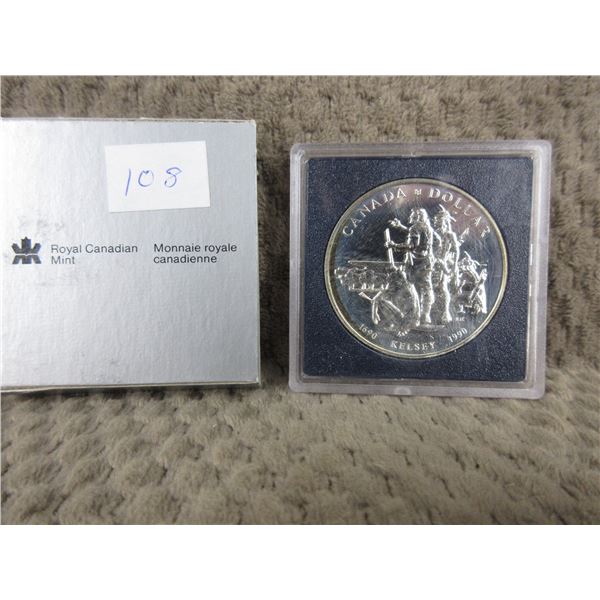 108
Royal Canadian
Mint
Monnaie royale
canadienne
CANADA DOLLAR
1690 KELSEY 1990